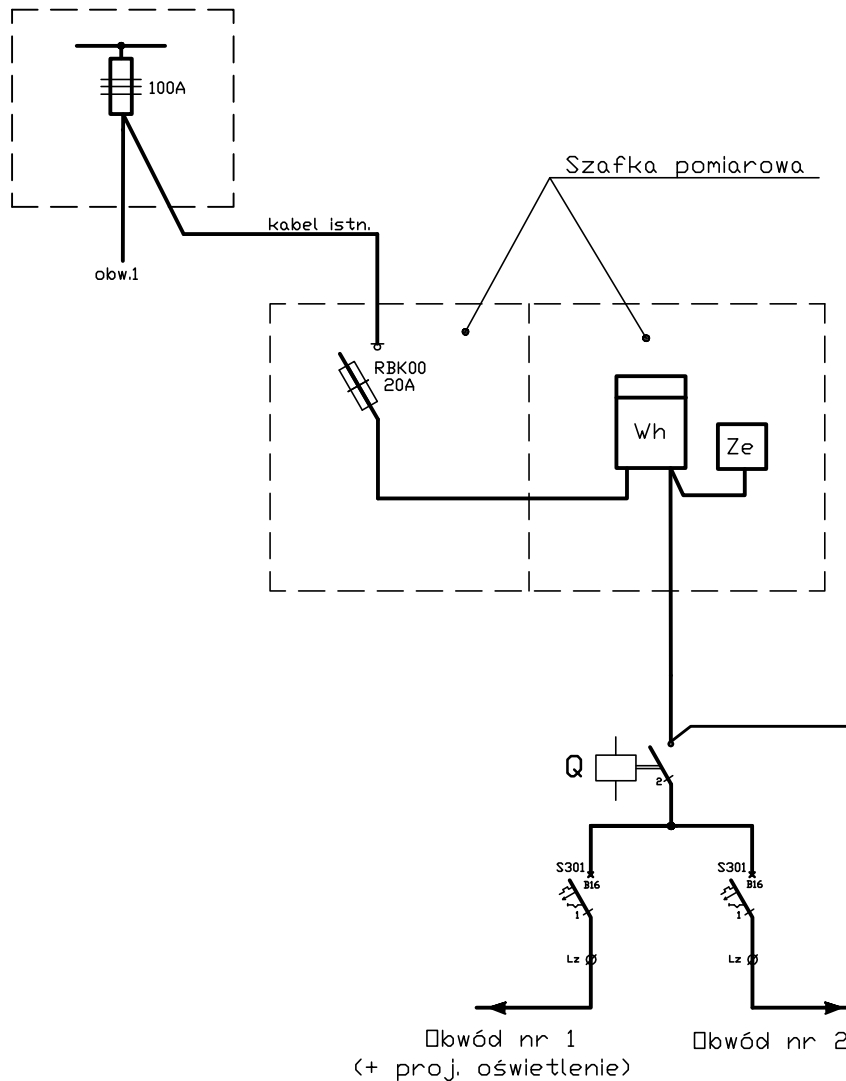 100A
Szafka pomiarowa
kabel istn.
obw.1
RBK00
20A
Wh
Ze
Q
2
S301
B16
1
S301
B16
1
Lz
Lz
Obwód nr 1
(+ proj. oświetlenie)
Obwód nr 2